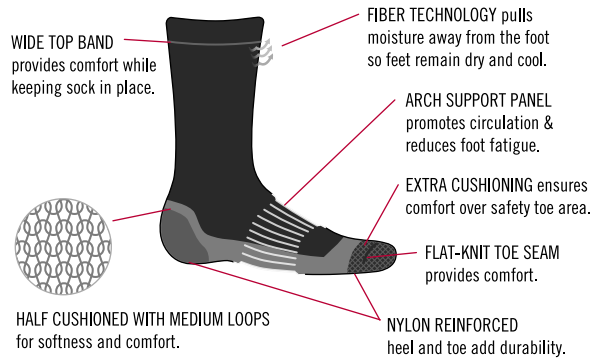 WIDE TOP BAND
provides comfort while
keeping sock in place.
FIBER TECHNOLOGY pulls
moisture away from the foot
so feet remain dry and cool.
ARCH SUPPORT PANEL
promotes circulation &
reduces foot fatigue.
EXTRA CUSHIONING ensures
comfort over safety toe area.
FLAT-KNIT TOE SEAM
provides comfort.
HALF CUSHIONED WITH MEDIUM LOOPS
for softness and comfort.
NYLON REINFORCED
heel and toe add durability.